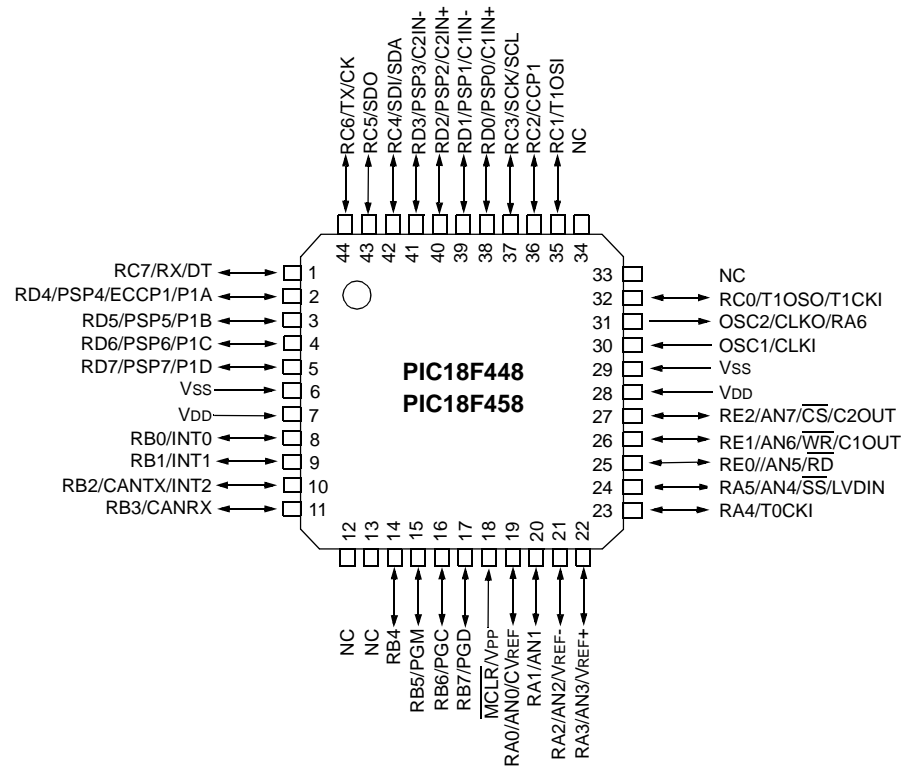 RC6/TX/CK
RC5/SDO
RC4/SDI/SDA
RD3/PSP3/C2IN-
RD2/PSP2/C2IN+
RD1/PSP1/C1IN-
RD0/PSP0/C1IN+
RC3/SCK/SCL
RC2/CCP1
RC1/T1OSI
NC
44
43
42
41
40
39
38
37
36
35
34
RC7/RX/DT 1
RD4/PSP4/ECCP1/P1A 2
RD5/PSP5/P1B 3
RD6/PSP6/P1C 4
RD7/PSP7/P1D 5
VSS 6
VDD 7
RB0/INT0 8
RB1/INT1 9
RB2/CANTX/INT2 10
RB3/CANRX 11
PIC18F448
PIC18F458
33 NC
32 RC0/T1OSO/T1CKI
31 OSC2/CLKO/RA6
30 OSC1/CLKI
29 VSS
28 VDD
27 RE2/AN7/C̅S̅/C2OUT
26 RE1/AN6/W̅R̅/C1OUT
25 RE0//AN5/R̅D̅
24 RA5/AN4/S̅S̅/LVDIN
23 RA4/T0CKI
12
13
14
15
16
17
18
19
20
21
22
NC
NC
RB4
RB5/PGM
RB6/PGC
RB7/PGD
M̅C̅L̅R̅/VPP
RA0/AN0/CVREF
RA1/AN1
RA2/AN2/VREF-
RA3/AN3/VREF+